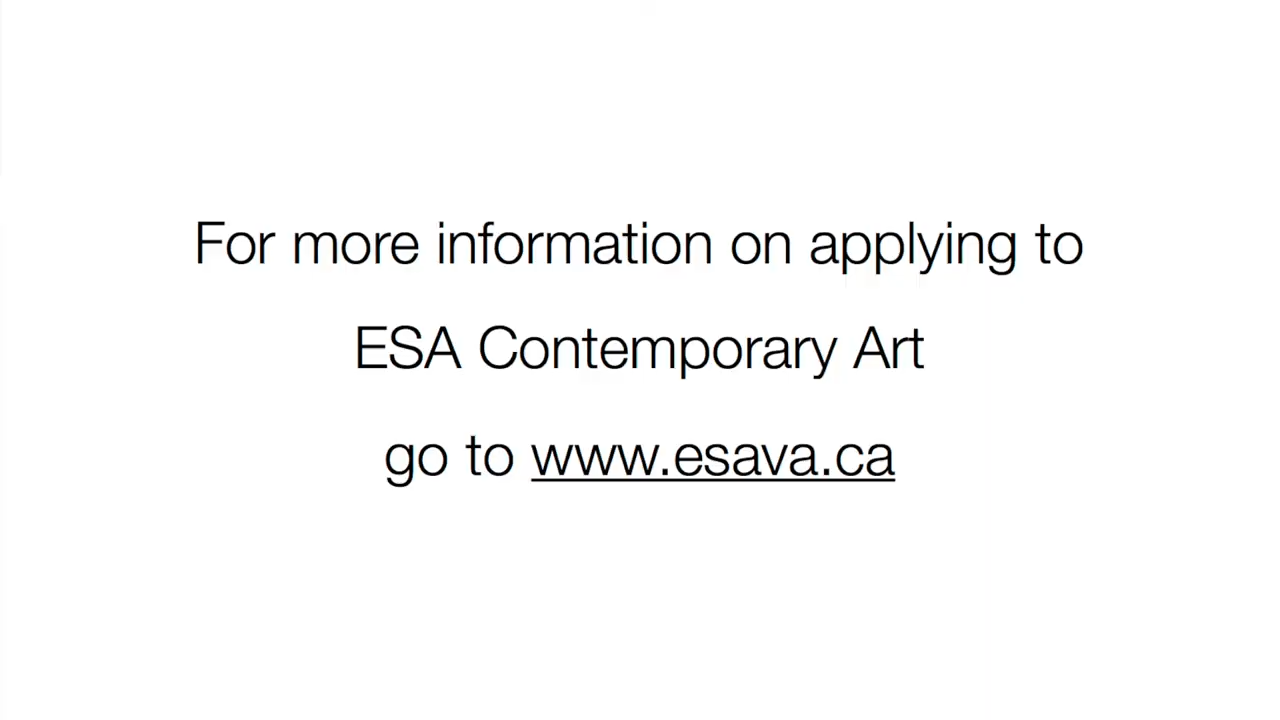 For more information on applying to
ESA Contemporary Art
go to www.esava.ca